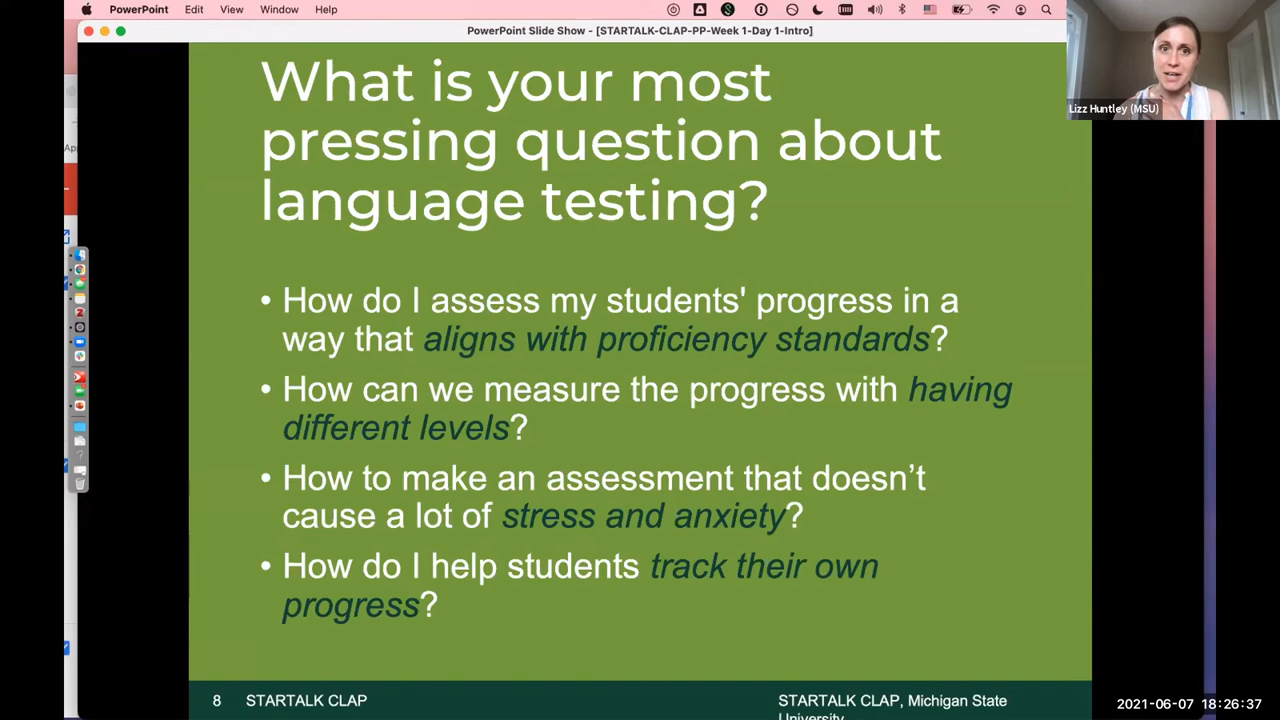 PowerPoint Edit View Window Help
PowerPoint Slide Show - [STARTALK-CLAP-PP-Week 1-Day 1-Intro]
Lizz Huntley (MSU)
What is your most
pressing question about
language testing?
• How do I assess my students' progress in a
way that aligns with proficiency standards?
• How can we measure the progress with having
different levels?
• How to make an assessment that doesn’t
cause a lot of stress and anxiety?
• How do I help students track their own
progress?
8 STARTALK CLAP
STARTALK CLAP, Michigan State
University
2021-06-07 18:26:37